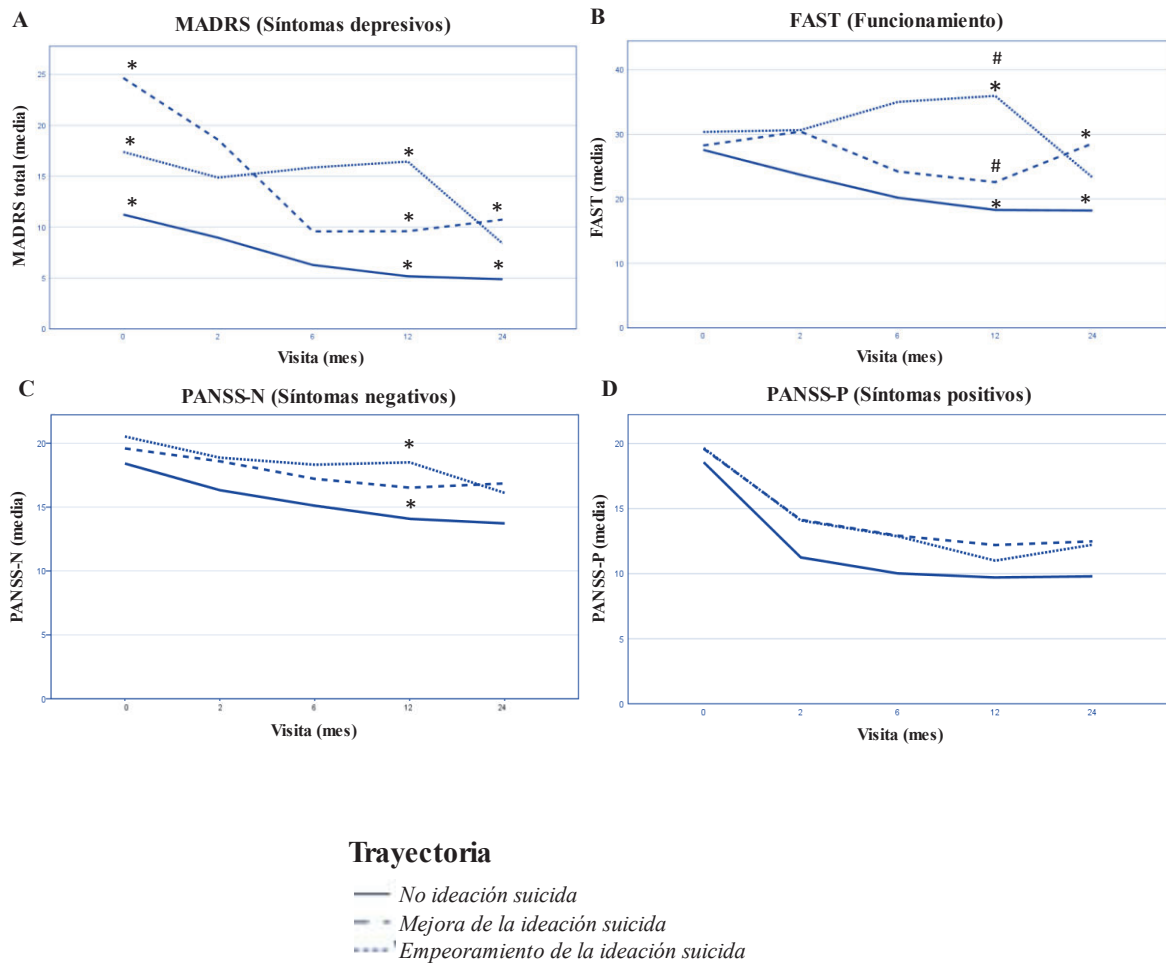 A
MADRS (Síntomas depresivos)
MADRS total (media)
25
20
15
10
5
0
*
*
*
*
*
*
*
*
0 2 6 12 24
Visita (mes)
B
FAST (Funcionamiento)
FAST (media)
40
30
20
10
0
#
*
*
#
*
*
0 2 6 12 24
Visita (mes)
C
PANSS-N (Síntomas negativos)
PANSS-N (media)
20
15
10
5
0
*
*
0 2 6 12 24
Visita (mes)
D
PANSS-P (Síntomas positivos)
PANSS-P (media)
20
15
10
5
0
0 2 6 12 24
Visita (mes)
Trayectoria
No ideación suicida
Mejora de la ideación suicida
Empeoramiento de la ideación suicida